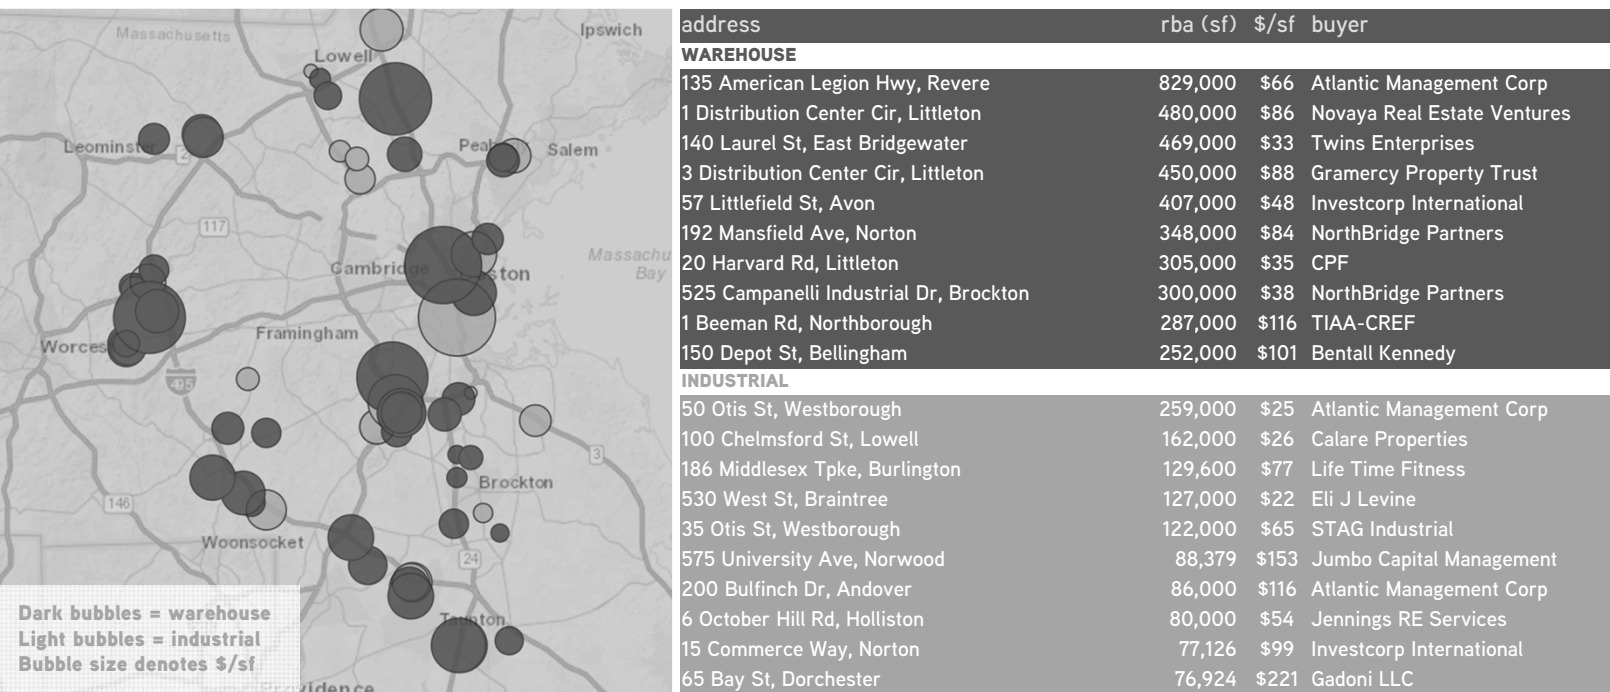 Massachusetts
Ipswich
Lowell
Leominster
2
Salem
117
Massachu
Bay
Cambridge
ston
Framingham
Worces
495
3
Brockton
146
Woonsocket
24
Taunton
Providence
Dark bubbles = warehouse
Light bubbles = industrial
Bubble size denotes $/sf
address rba (sf) $/sf buyer
WAREHOUSE
135 American Legion Hwy, Revere 829,000 $66 Atlantic Management Corp
1 Distribution Center Cir, Littleton 480,000 $86 Novaya Real Estate Ventures
140 Laurel St, East Bridgewater 469,000 $33 Twins Enterprises
3 Distribution Center Cir, Littleton 450,000 $88 Gramercy Property Trust
57 Littlefield St, Avon 407,000 $48 Investcorp International
192 Mansfield Ave, Norton 348,000 $84 NorthBridge Partners
20 Harvard Rd, Littleton 305,000 $35 CPF
525 Campanelli Industrial Dr, Brockton 300,000 $38 NorthBridge Partners
1 Beeman Rd, Northborough 287,000 $116 TIAA-CREF
150 Depot St, Bellingham 252,000 $101 Bentall Kennedy
INDUSTRIAL
50 Otis St, Westborough 259,000 $25 Atlantic Management Corp
100 Chelmsford St, Lowell 162,000 $26 Calare Properties
186 Middlesex Tpke, Burlington 129,600 $77 Life Time Fitness
530 West St, Braintree 127,000 $22 Eli J Levine
35 Otis St, Westborough 122,000 $65 STAG Industrial
575 University Ave, Norwood 88,379 $153 Jumbo Capital Management
200 Bulfinch Dr, Andover 86,000 $116 Atlantic Management Corp
6 October Hill Rd, Holliston 80,000 $54 Jennings RE Services
15 Commerce Way, Norton 77,126 $99 Investcorp International
65 Bay St, Dorchester 76,924 $221 Gadoni LLC